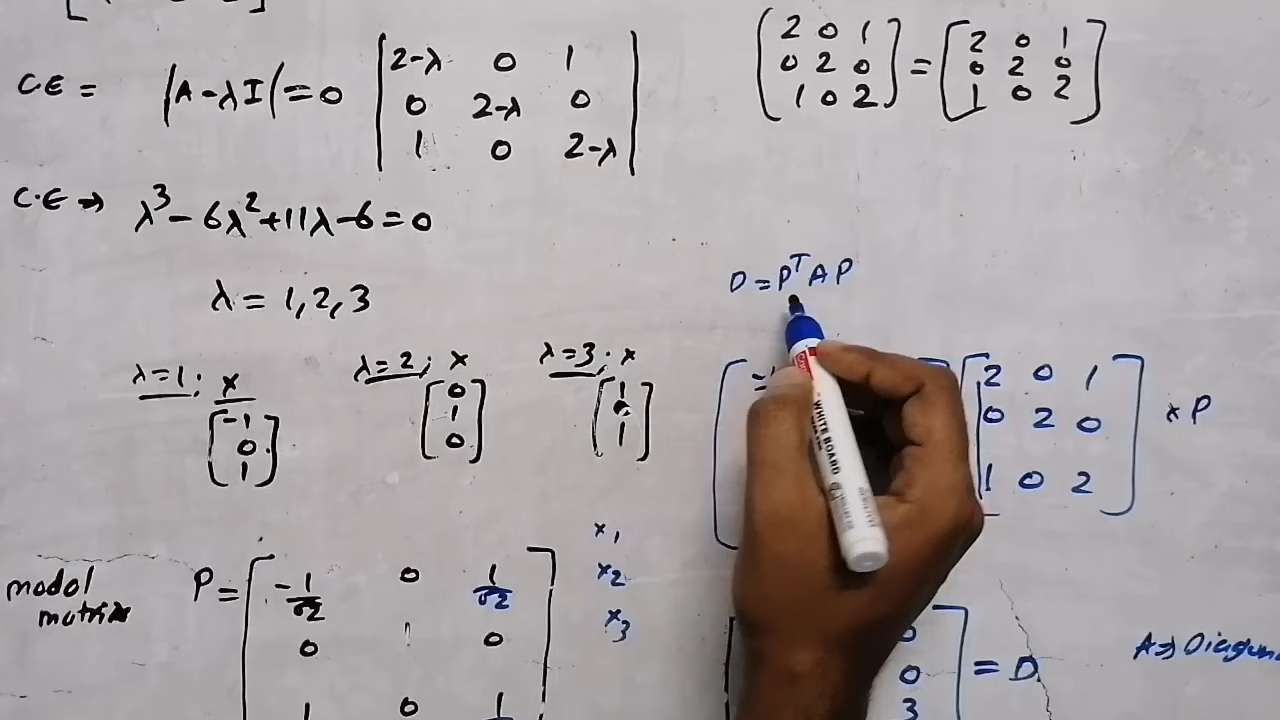 C.E = |A-λI| = 0 |2-λ 0 1|
|0 2-λ 0|
|1 0 2-λ|
C.E ⇒ λ³ - 6λ² + 11λ - 6 = 0
λ = 1, 2, 3
λ=1; x
[-1
0
1]
λ=2; x
[0
1
0]
λ=3; x
[1
0
1]
modal matrix P = [-1/√2 0 1/√2
0 1 0
1 0 1
(2 0 1) = [2 0 1]
(0 2 0) [0 2 0]
(1 0 2) [1 0 2]
D = Pᵀ A P
[2 0 1]
[0 2 0] × P
[1 0 2]
x1
x2
x3
0
0 = D
3
A ⇒ Diagon
WHITE BOARD